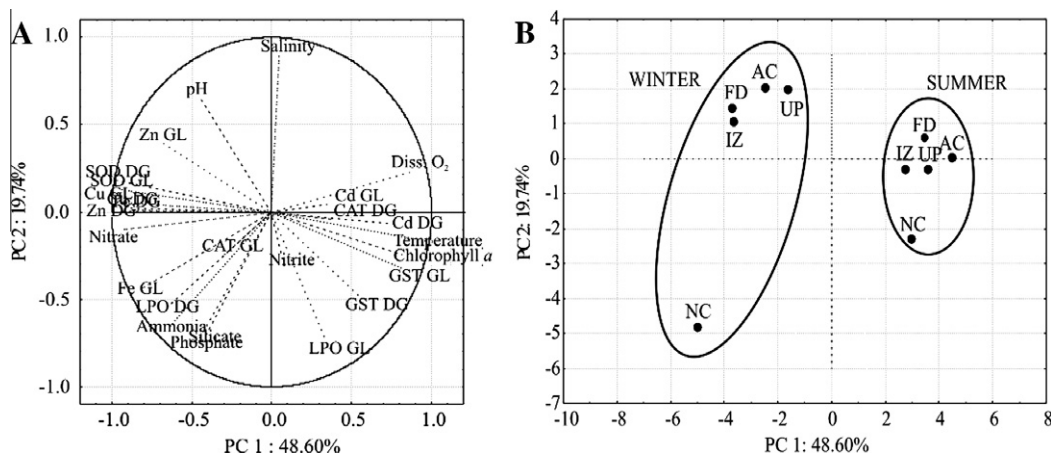 A
1.0
0.5
0.0
-0.5
-1.0
PC 2 : 19.74%
Salinity
pH
Zn GL
Diss. O₂
SOD DG
SOD GL
Cu GL
Zn DG
Nitrate
Cd GL
CAT DG
Cd DG
Temperature
Chlorophyll a
GST GL
CAT GL
Nitrite
Fe GL
LPO DG
GST DG
Ammonia
Silicate
Phosphate
LPO GL
-1.0 -0.5 0.0 0.5 1.0
PC 1 : 48.60%
B
4
3
2
1
0
-1
-2
-3
-4
-5
-6
-7
PC2: 19.74%
WINTER
AC
FD
UP
IZ
NC
SUMMER
FD
AC
IZ UP
NC
-10 -8 -6 -4 -2 0 2 4 6 8
PC 1: 48.60%